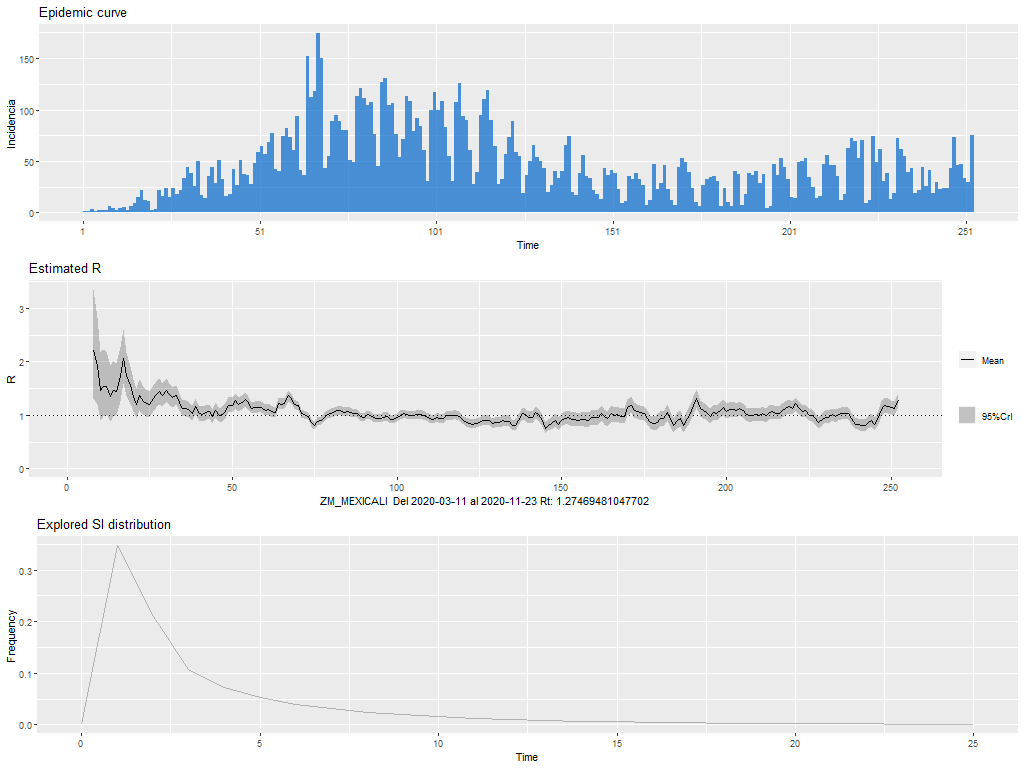 Epidemic curve
150
100
50
0
Incidencia
1
51
101
151
201
251
Time
Estimated R
3
2
1
0
R
Mean
95%CrI
0
50
100
150
200
250
ZM_MEXICALI Del 2020-03-11 al 2020-11-23 Rt: 1.27469481047702
Explored SI distribution
0.3
0.2
0.1
0.0
Frequency
0
5
10
15
20
25
Time